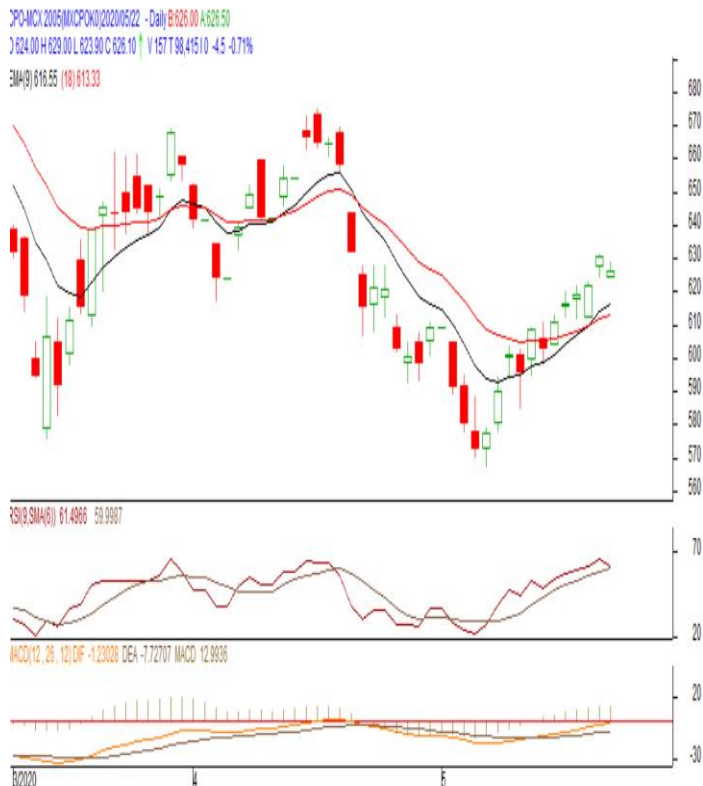 CPO-MCX 2005(MXCPOK0)2020/05/22 - Daily B:626.00 A:626.50
O 624.00 H 629.00 L 623.90 C 626.10 V 157 T 98,415 I 0 -4.5 -0.71%
EMA(9) 616.55 (18) 613.33
680
670
660
650
640
630
620
610
600
590
580
570
560
RSI(9,SMA(6)) 61.4966 59.9987
70
20
MACD(12,26,12) DIF -1.23028 DEA -7.72707 MACD 12.9936
20
-30
3/2020 4 5